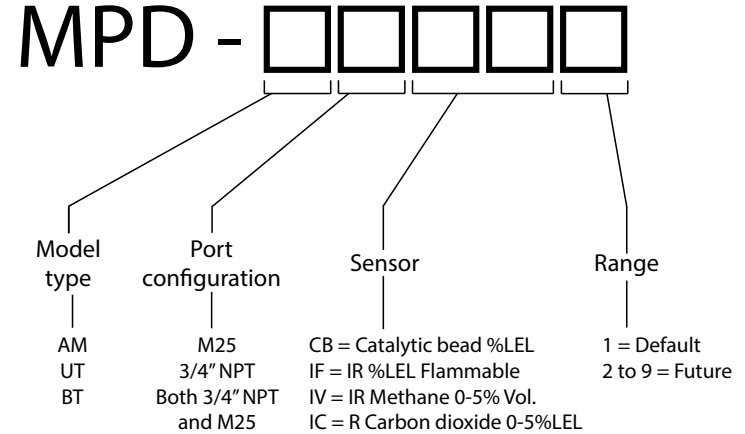 MPD -
Model
type
Port
configuration
Sensor
Range
AM
UT
BT
M25
3/4” NPT
Both 3/4” NPT
and M25
CB = Catalytic bead %LEL
IF = IR %LEL Flammable
IV = IR Methane 0-5% Vol.
IC = R Carbon dioxide 0-5%LEL
1 = Default
2 to 9 = Future